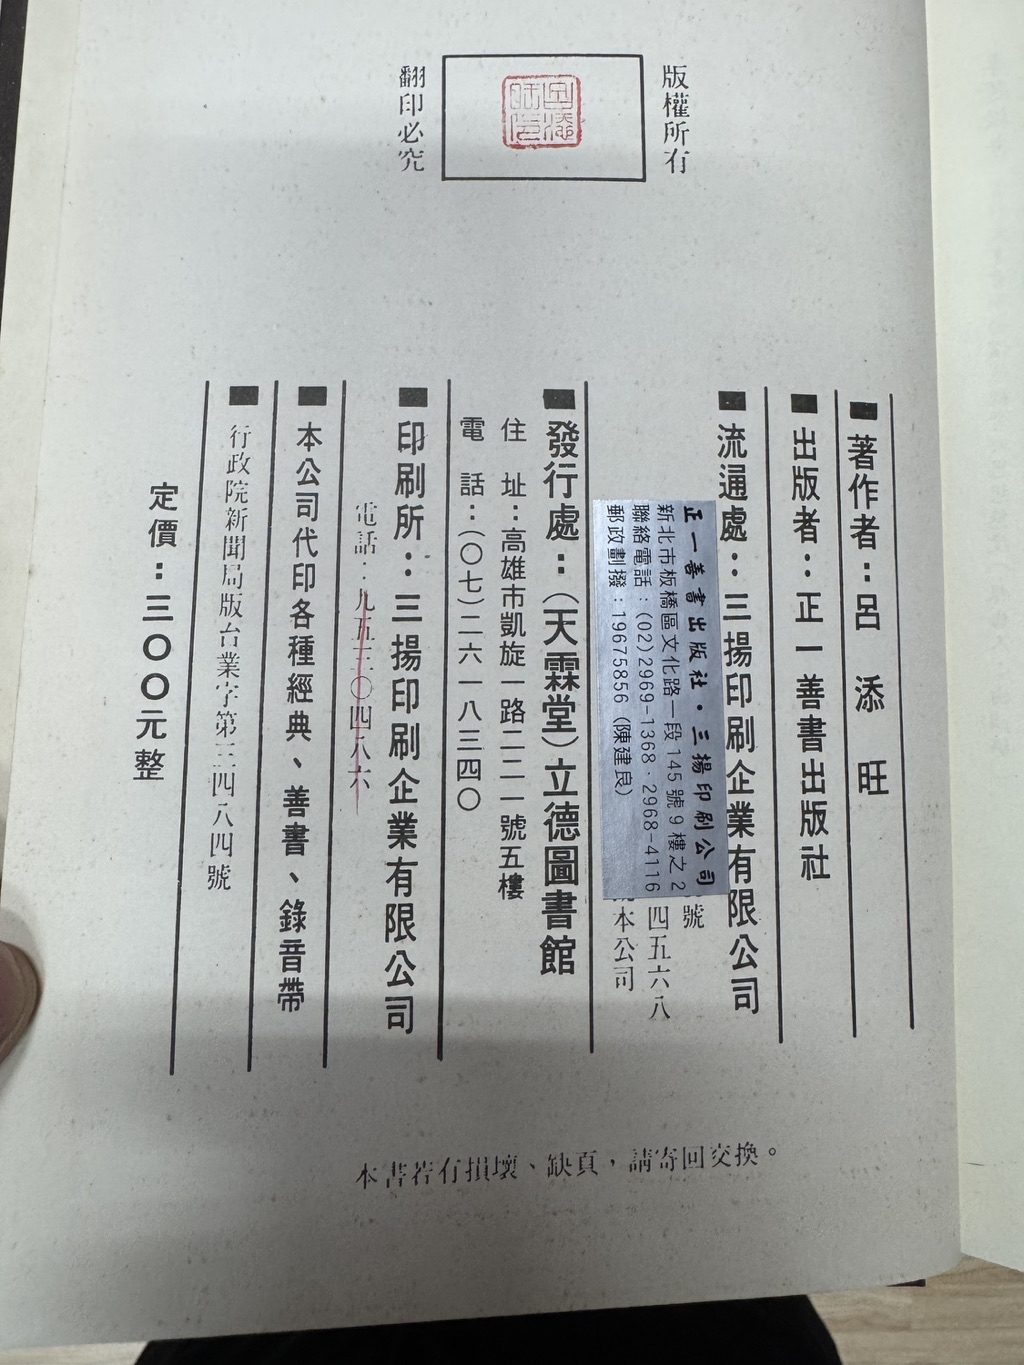 版權所有
翻印必究
■著作者：呂添旺
■出版者：正一善書出版社
■流通處：三揚印刷企業有限公司
號
四五六八
本公司
正一善書出版社・三揚印刷公司
新北市板橋區文化路一段145號9樓之2
聯絡電話：(02)2969-1368・2968-4116
郵政劃撥：19675856（陳建良）
■發行處：（天霖堂）立德圖書館
住址：高雄市凱旋一路二二一號五樓
電話：（〇七）二六一八三四〇
■印刷所：三揚印刷企業有限公司
電話：九五三〇四八六
■本公司代印各種經典、善書、錄音帶
■行政院新聞局版台業字第三四八四號
定價：三〇〇元整
本書若有損壞、缺頁，請寄回交換。